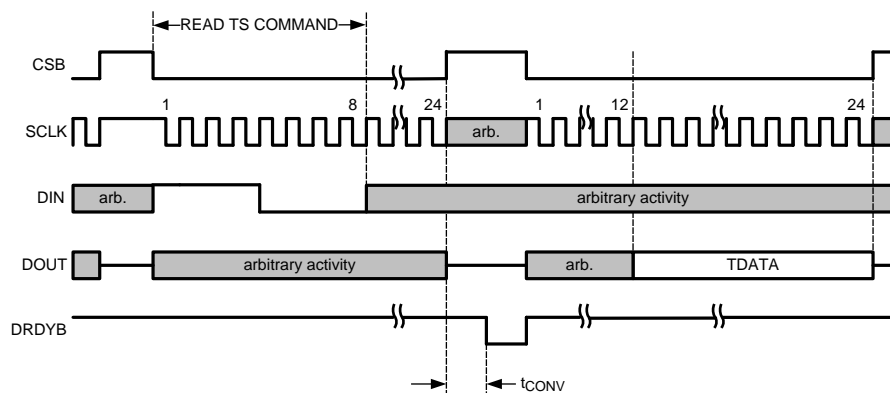 READ TS COMMAND
CSB
1 8 24 1 12 24
SCLK arb.
DIN arb. arbitrary activity
DOUT arbitrary activity arb. TDATA
DRDYB
tCONV